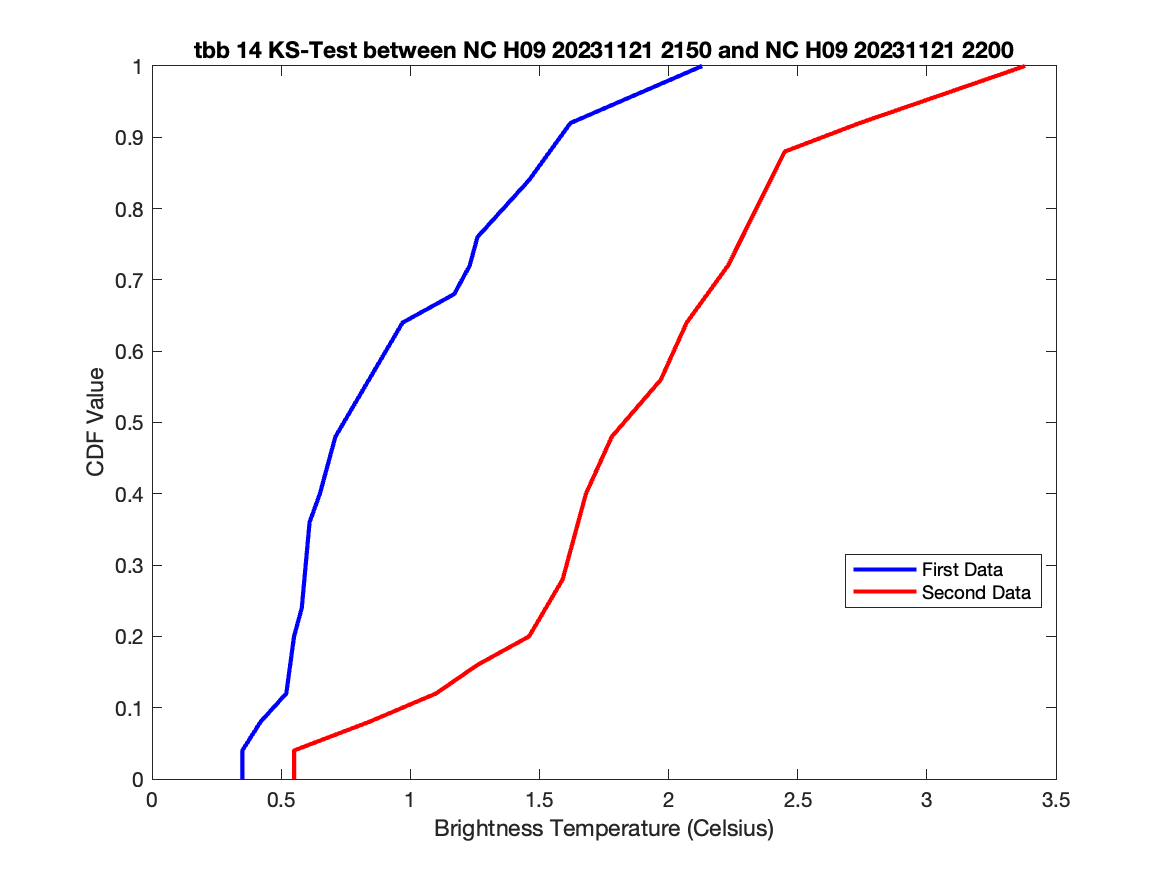 tbb 14 KS-Test between NC H09 20231121 2150 and NC H09 20231121 2200
1
0.9
0.8
0.7
0.6
0.5
0.4
0.3
0.2
0.1
0
CDF Value
First Data
Second Data
0 0.5 1 1.5 2 2.5 3 3.5
Brightness Temperature (Celsius)